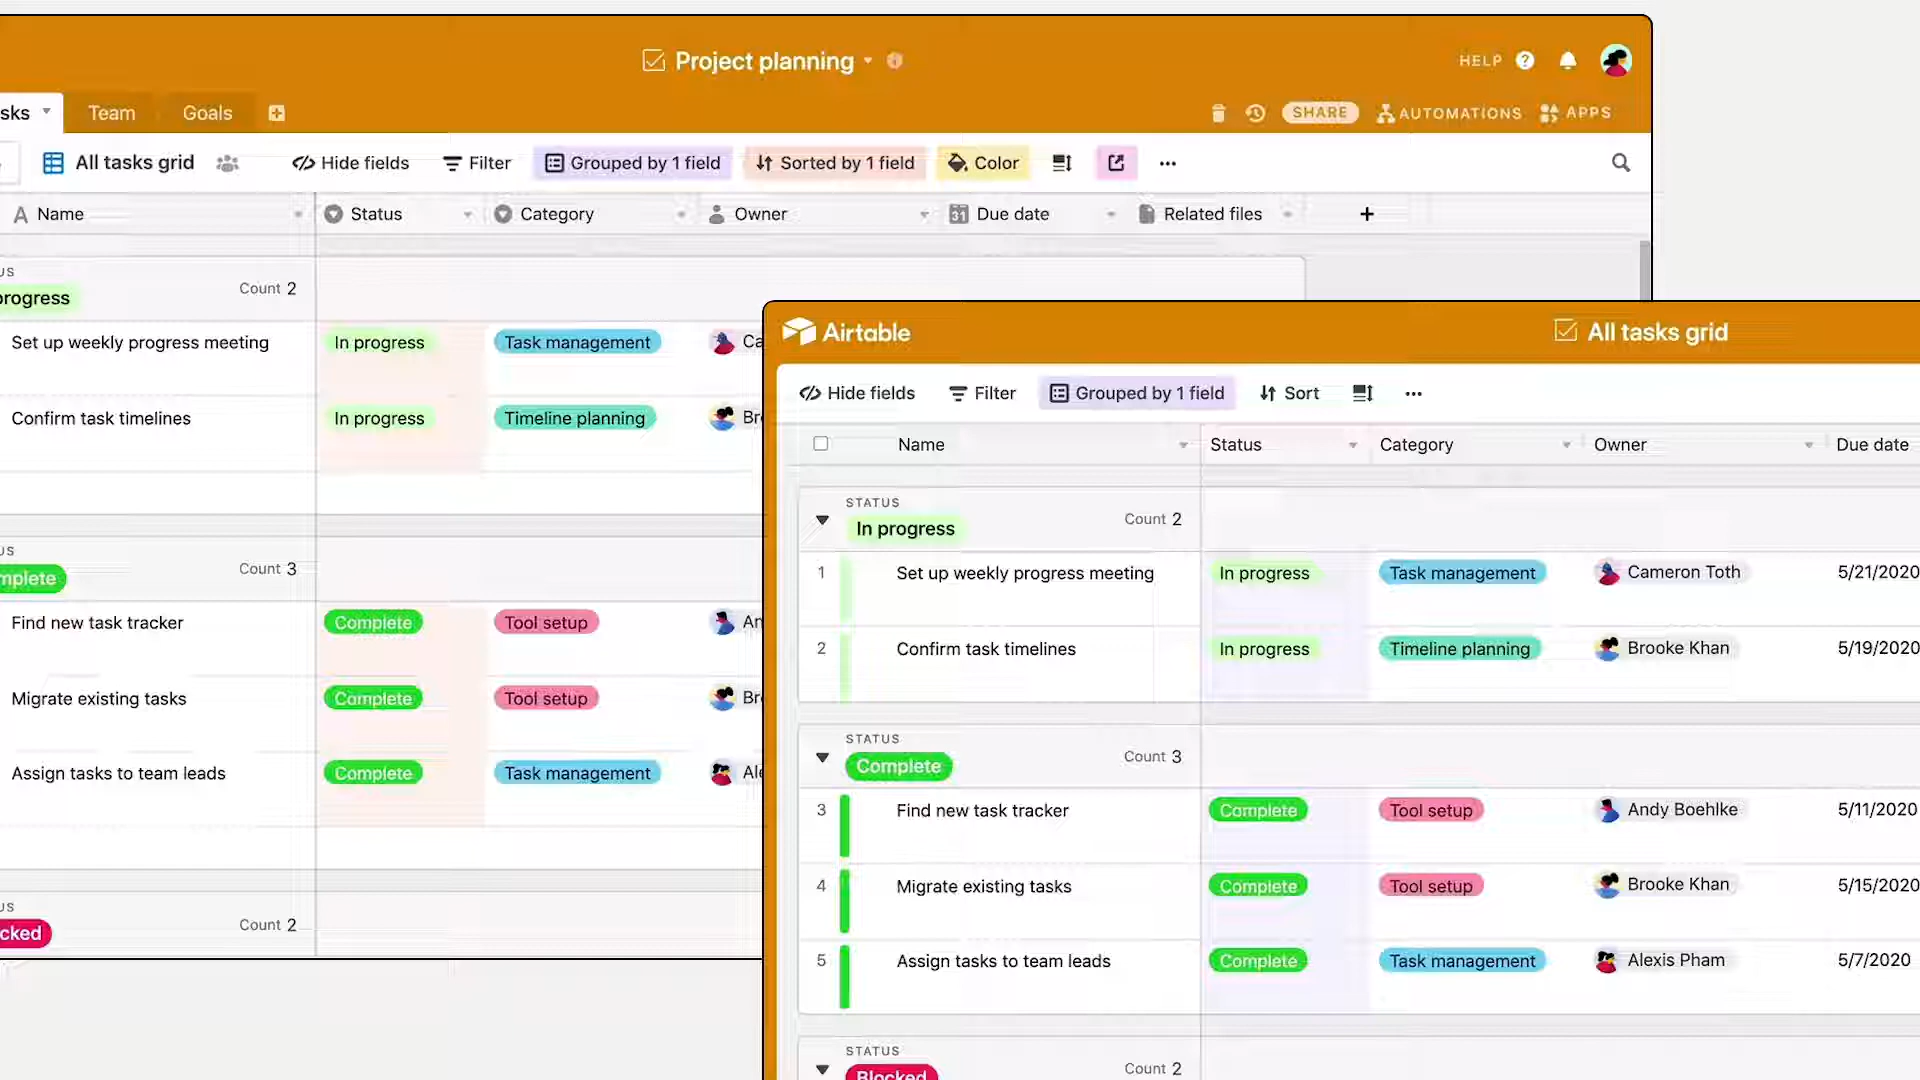 Project planning
HELP
sks
Team
Goals
SHARE
AUTOMATIONS
APPS
All tasks grid
Hide fields
Filter
Grouped by 1 field
Sorted by 1 field
Color
Name
Status
Category
Owner
31
Due date
Related files
US
rogress
Count 2
Set up weekly progress meeting
In progress
Task management
Ca
Confirm task timelines
In progress
Timeline planning
Bro
US
mplete
Count 3
Find new task tracker
Complete
Tool setup
An
Migrate existing tasks
Complete
Tool setup
Bro
Assign tasks to team leads
Complete
Task management
Ale
US
cked
Count 2
Airtable
All tasks grid
Hide fields
Filter
Grouped by 1 field
Sort
Name
Status
Category
Owner
Due date
STATUS
In progress
Count 2
1
Set up weekly progress meeting
In progress
Task management
Cameron Toth
5/21/2020
2
Confirm task timelines
In progress
Timeline planning
Brooke Khan
5/19/2020
STATUS
Complete
Count 3
3
Find new task tracker
Complete
Tool setup
Andy Boehlke
5/11/2020
4
Migrate existing tasks
Complete
Tool setup
Brooke Khan
5/15/2020
5
Assign tasks to team leads
Complete
Task management
Alexis Pham
5/7/2020
STATUS
Blocked
Count 2